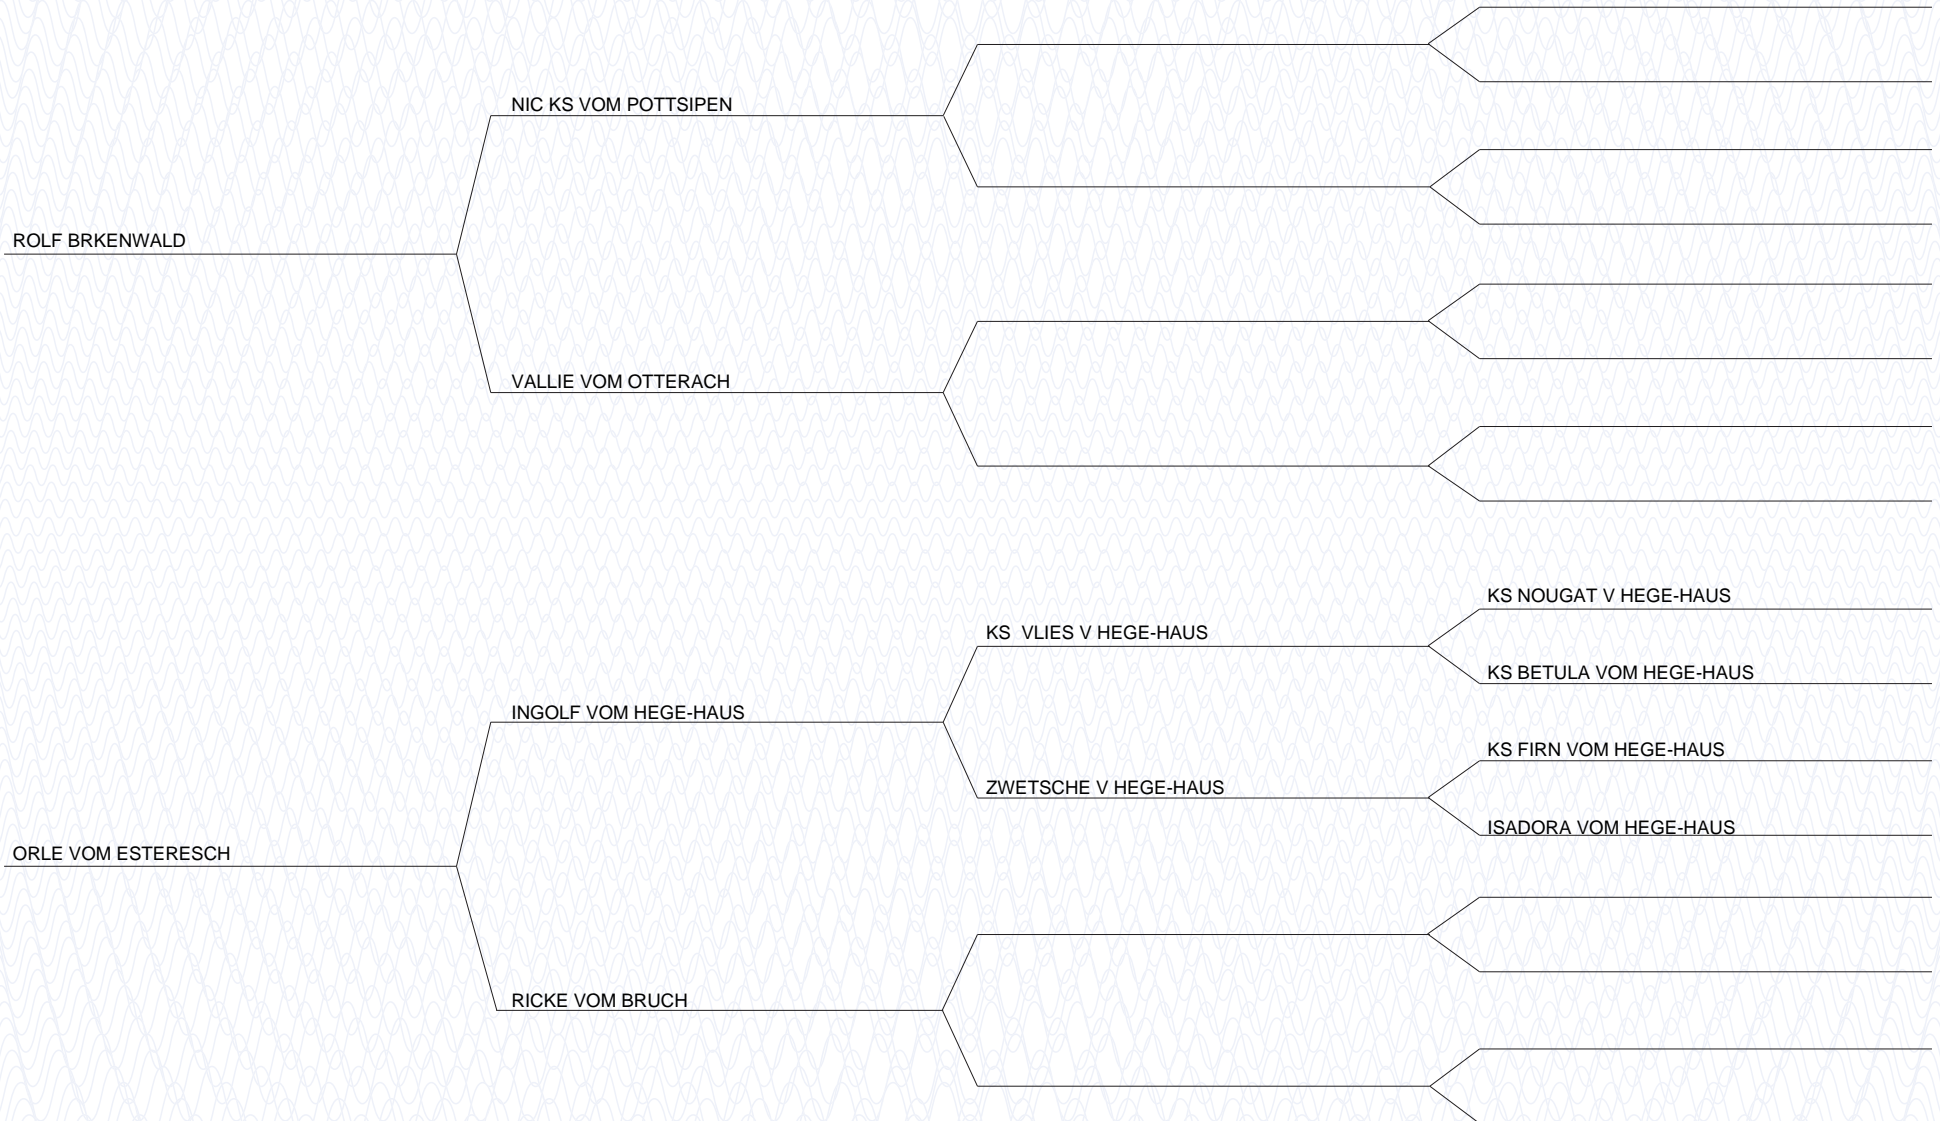 NIC KS VOM POTTSIPEN
ROLF BRKENWALD
VALLIE VOM OTTERACH
KS NOUGAT V HEGE-HAUS
KS  VLIES V HEGE-HAUS
KS BETULA VOM HEGE-HAUS
INGOLF VOM HEGE-HAUS
KS FIRN VOM HEGE-HAUS
ZWETSCHE V HEGE-HAUS
ISADORA VOM HEGE-HAUS
ORLE VOM ESTERESCH
RICKE VOM BRUCH